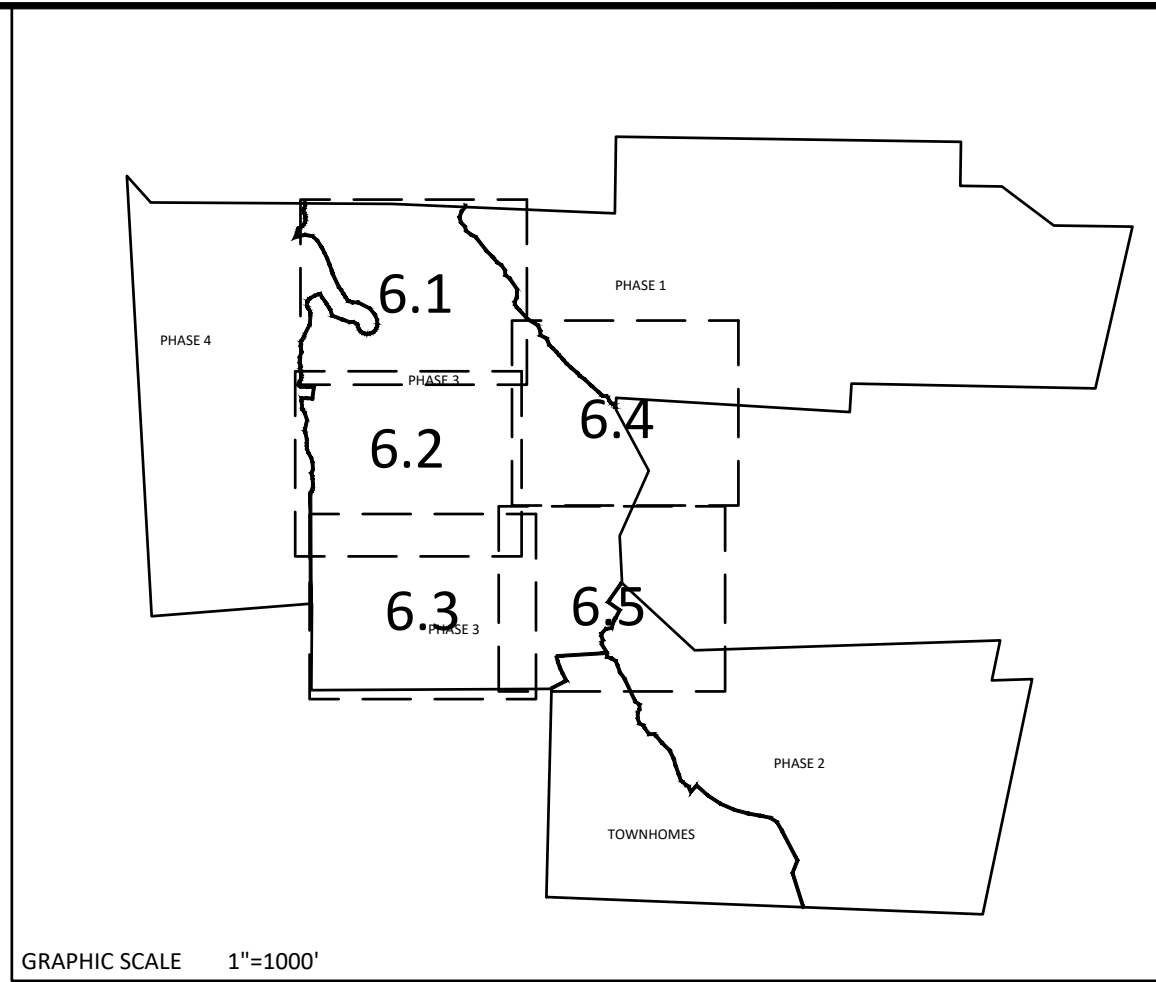 PHASE 1
6.1
PHASE 4
PHASE 3
6.4
6.2
6.3
6.5
PHASE 3
PHASE 2
TOWNHOMES
GRAPHIC SCALE 1"=1000'